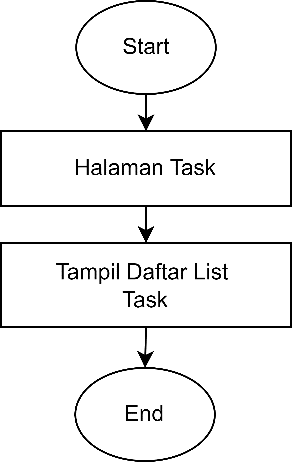 Start
Halaman Task
Tampil Daftar List
Task
End